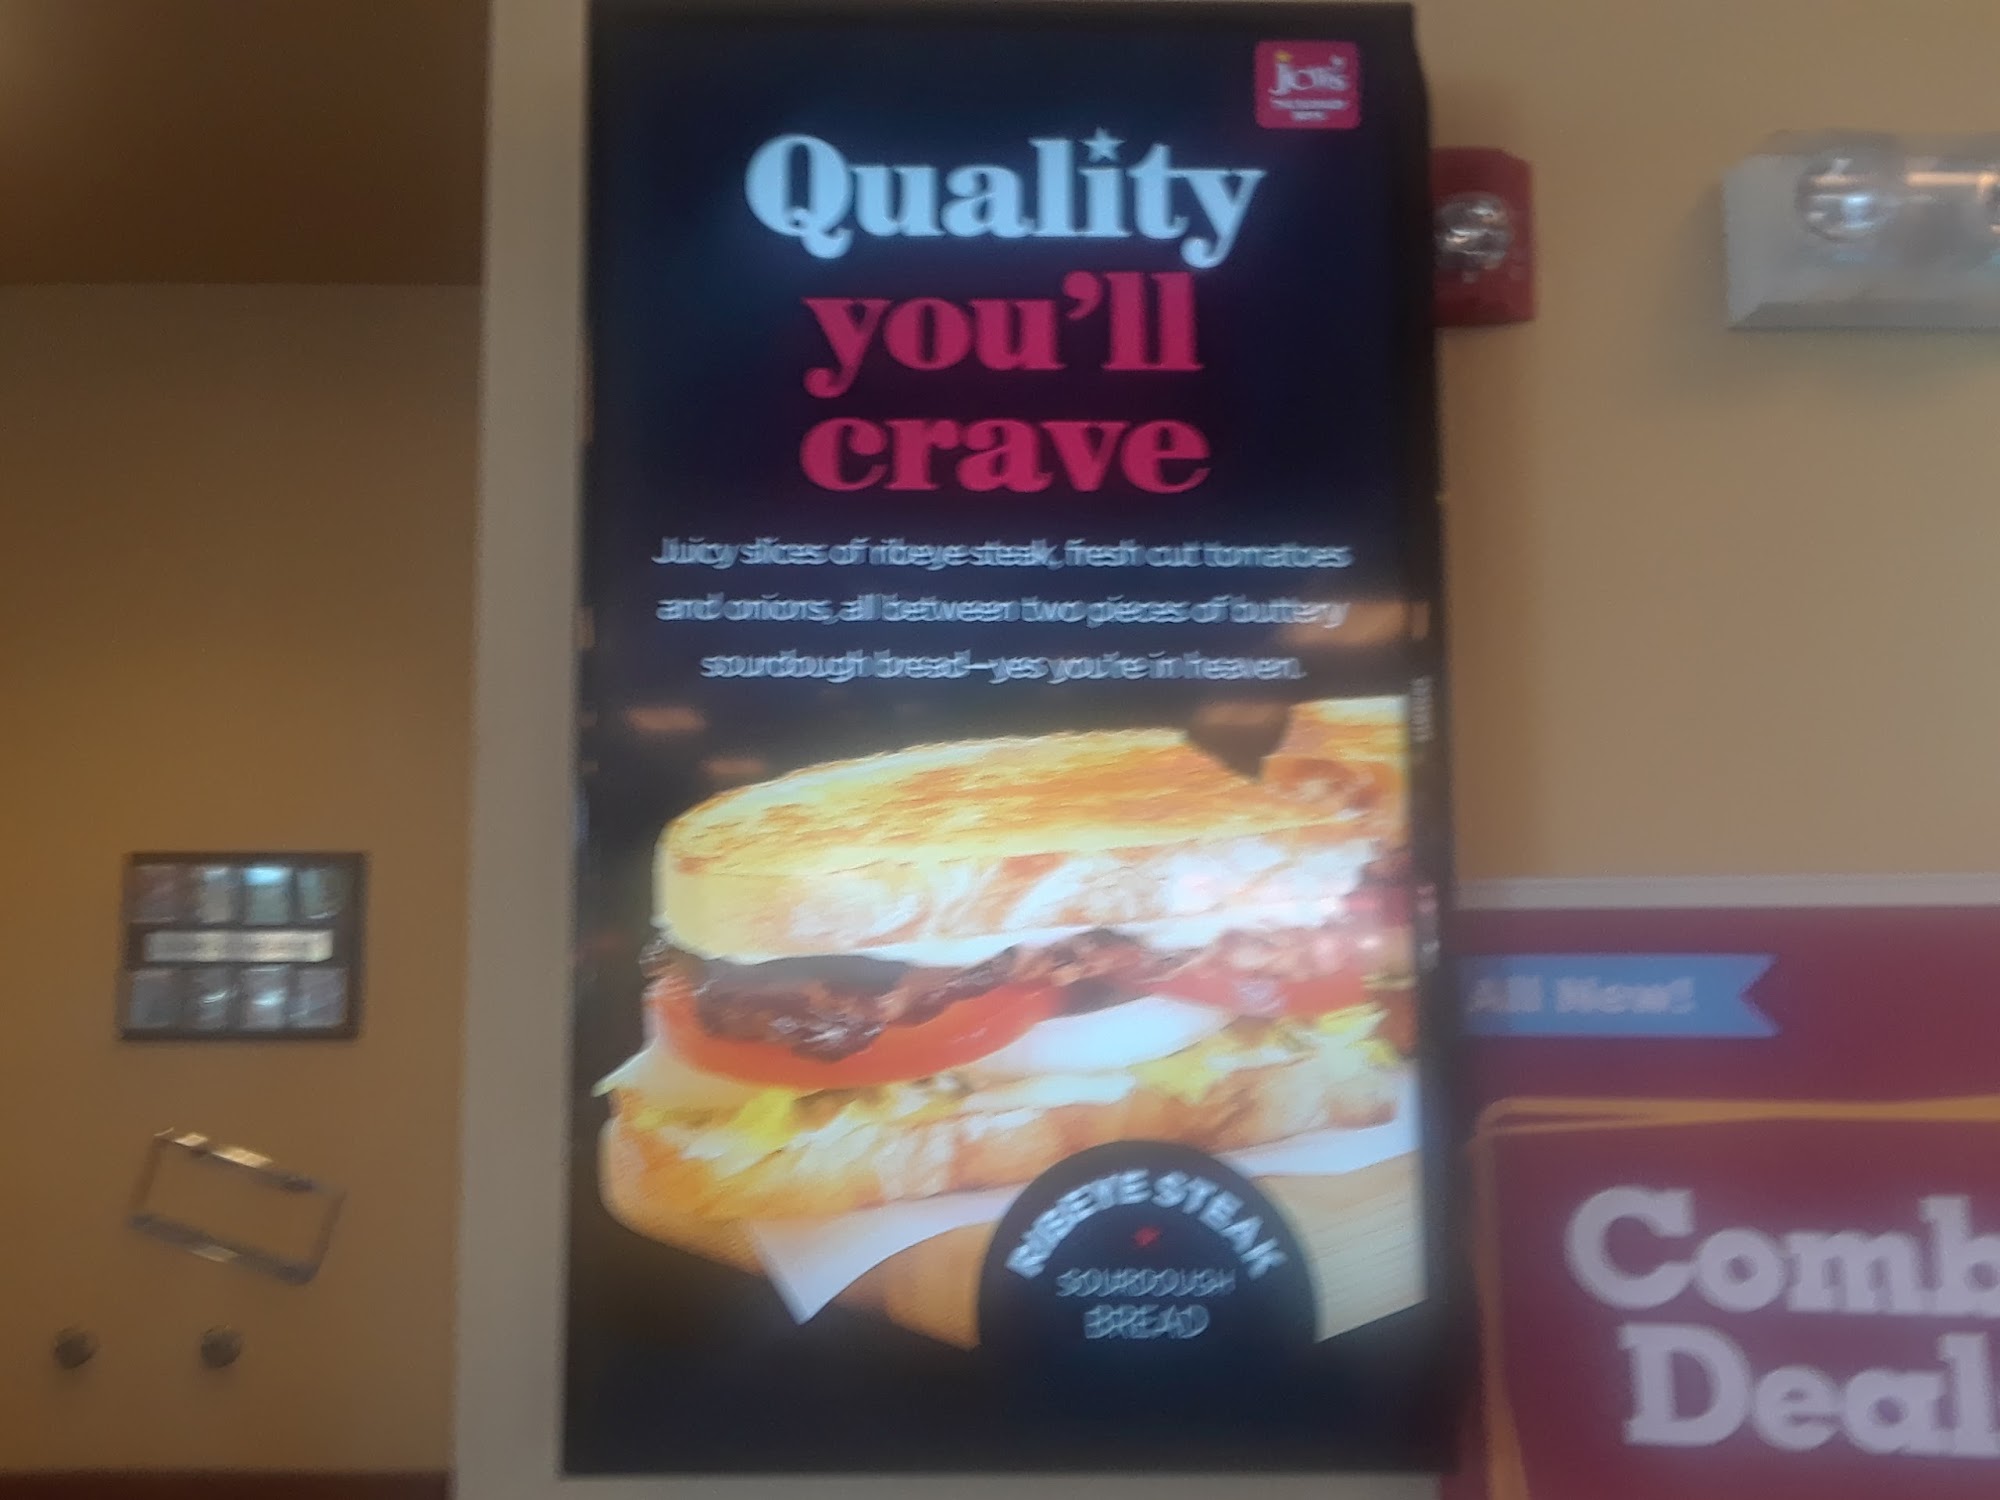 Quality
you'll
crave
Juicy slices of ribeye steak, fresh cut tomatoes
and onions, all between two pieces of buttery
sourdough bread—yes you're in heaven.
RIBEYE STEAK
SOURDOUGH
BREAD
All New!
Comb
Deal